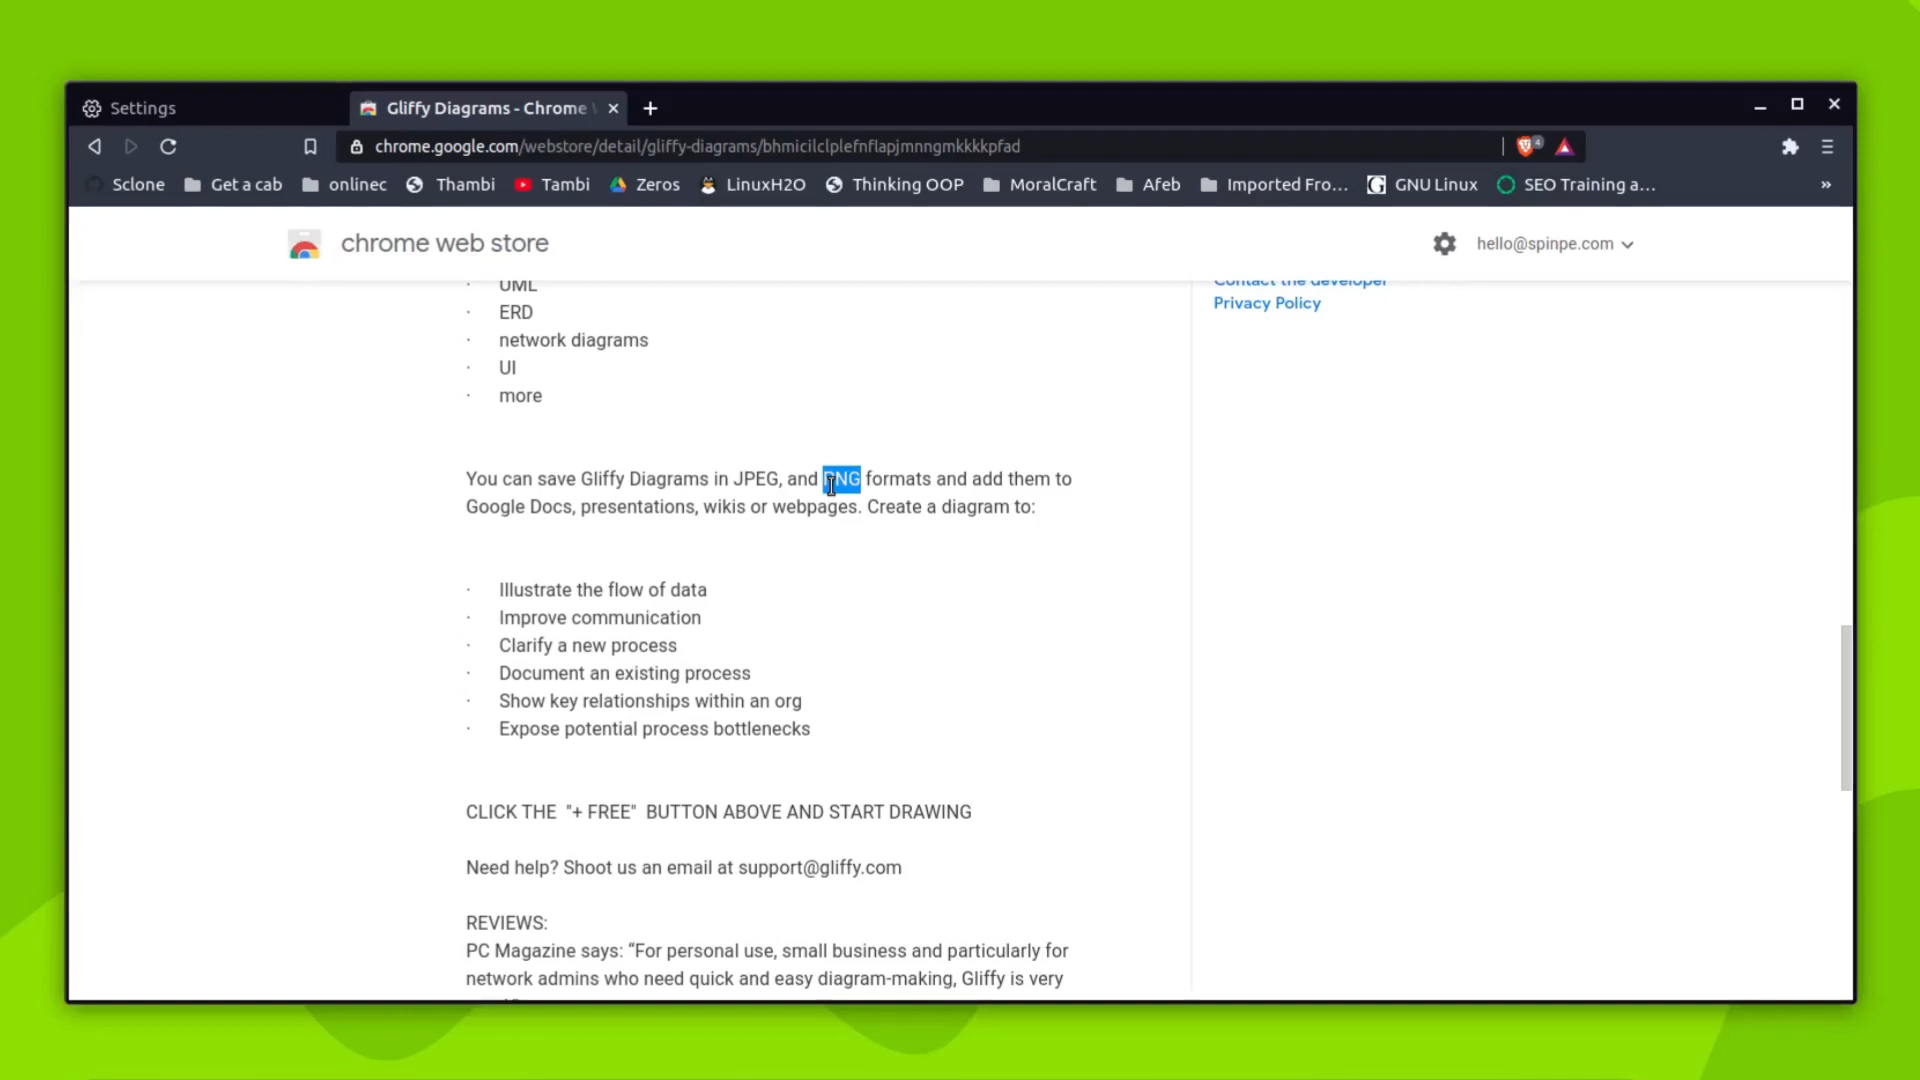 Settings
Gliffy Diagrams - Chrome
chrome.google.com/webstore/detail/gliffy-diagrams/bhmicilclplefnflapjmnngmkkkkpfad
4
Sclone Get a cab onlinec Thambi Tambi Zeros LinuxH2O Thinking OOP MoralCraft Afeb Imported Fro... GNU Linux SEO Training a... »
chrome web store
hello@spinpe.com
· UML
Contact the developer
Privacy Policy
· ERD
· network diagrams
· UI
· more
You can save Gliffy Diagrams in JPEG, and PNG formats and add them to
Google Docs, presentations, wikis or webpages. Create a diagram to:
· Illustrate the flow of data
· Improve communication
· Clarify a new process
· Document an existing process
· Show key relationships within an org
· Expose potential process bottlenecks
CLICK THE "+ FREE" BUTTON ABOVE AND START DRAWING
Need help? Shoot us an email at support@gliffy.com
REVIEWS:
PC Magazine says: “For personal use, small business and particularly for
network admins who need quick and easy diagram-making, Gliffy is very